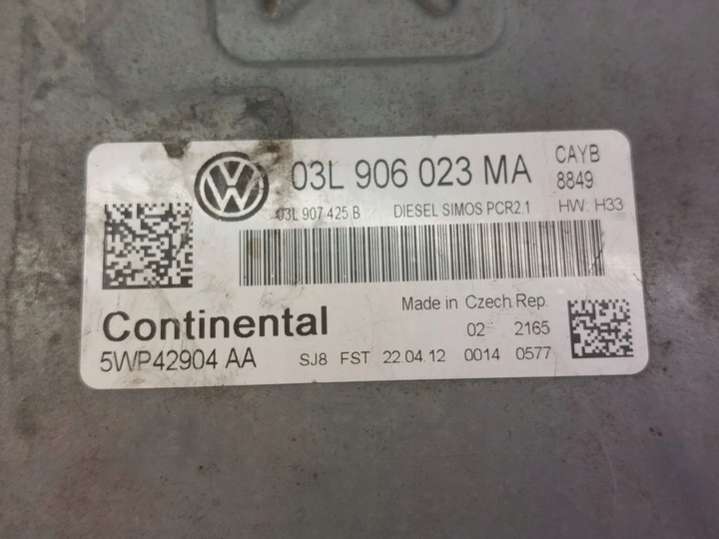 03L 906 023 MA CAYB
8849
03L 907 425 B DIESEL SIMOS PCR2.1 HW: H33
Continental Made in Czech Rep.
02 2165
5WP42904 AA SJ8 FST 22.04.12 0014 0577